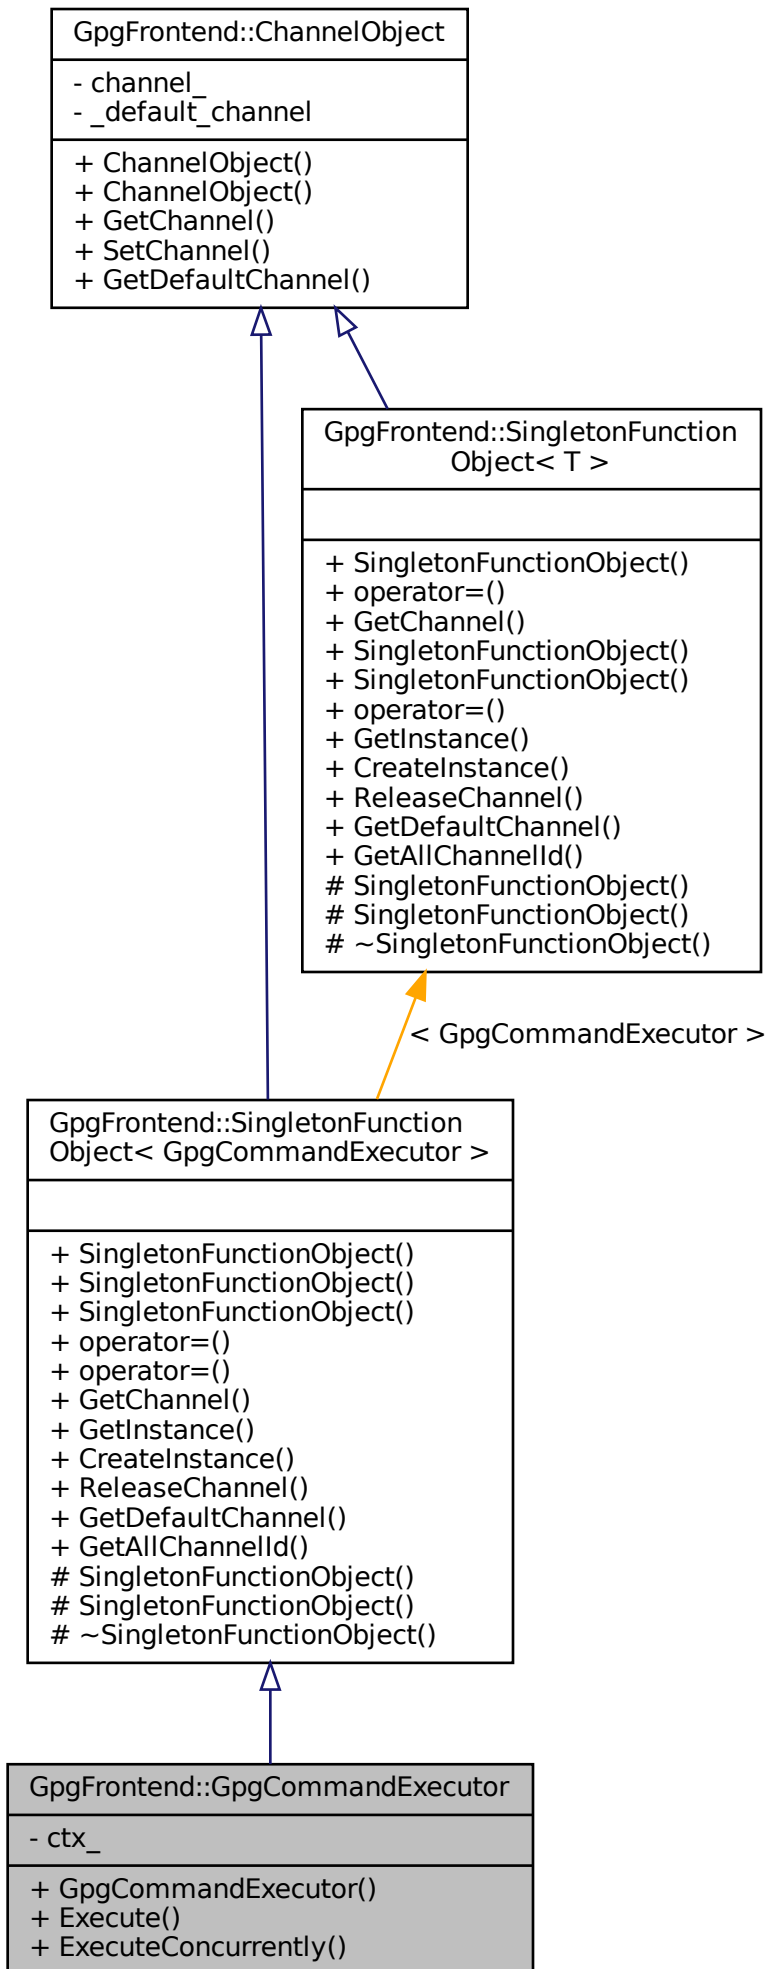 GpgFrontend::ChannelObject
- channel_
- _default_channel
+ ChannelObject()
+ ChannelObject()
+ GetChannel()
+ SetChannel()
+ GetDefaultChannel()
GpgFrontend::SingletonFunction
Object< T >
+ SingletonFunctionObject()
+ operator=()
+ GetChannel()
+ SingletonFunctionObject()
+ SingletonFunctionObject()
+ operator=()
+ GetInstance()
+ CreateInstance()
+ ReleaseChannel()
+ GetDefaultChannel()
+ GetAllChannelId()
# SingletonFunctionObject()
# SingletonFunctionObject()
# ~SingletonFunctionObject()
< GpgCommandExecutor >
GpgFrontend::SingletonFunction
Object< GpgCommandExecutor >
+ SingletonFunctionObject()
+ SingletonFunctionObject()
+ SingletonFunctionObject()
+ operator=()
+ operator=()
+ GetChannel()
+ GetInstance()
+ CreateInstance()
+ ReleaseChannel()
+ GetDefaultChannel()
+ GetAllChannelId()
# SingletonFunctionObject()
# SingletonFunctionObject()
# ~SingletonFunctionObject()
GpgFrontend::GpgCommandExecutor
- ctx_
+ GpgCommandExecutor()
+ Execute()
+ ExecuteConcurrently()